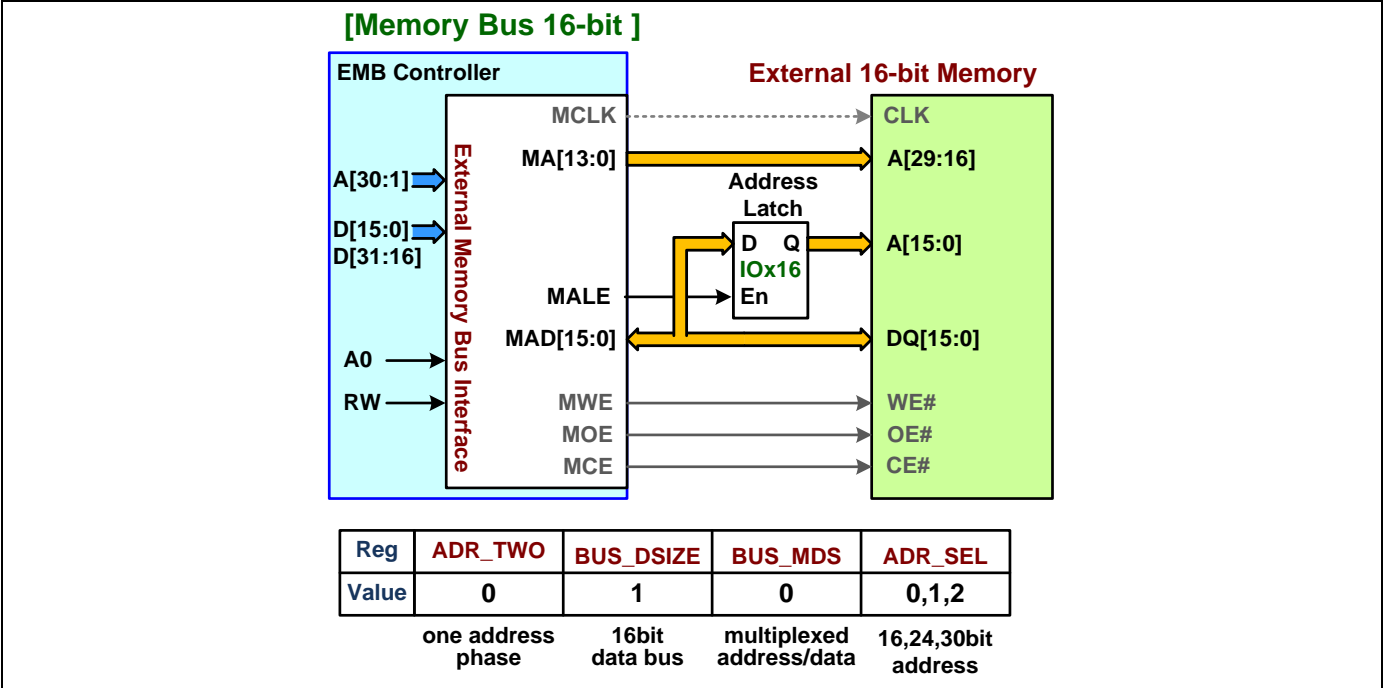 [Memory Bus 16-bit ]
EMB Controller
External 16-bit Memory
MCLK
CLK
MA[13:0]
A[29:16]
External Memory Bus Interface
A[30:1]
Address
Latch
D[15:0]
D[31:16]
D Q
IOx16
En
A[15:0]
MALE
MAD[15:0]
DQ[15:0]
A0
RW
MWE
WE#
MOE
OE#
MCE
CE#
Reg ADR_TWO BUS_DSIZE BUS_MDS ADR_SEL
Value 0 1 0 0,1,2
one address
phase
16bit
data bus
multiplexed
address/data
16,24,30bit
address